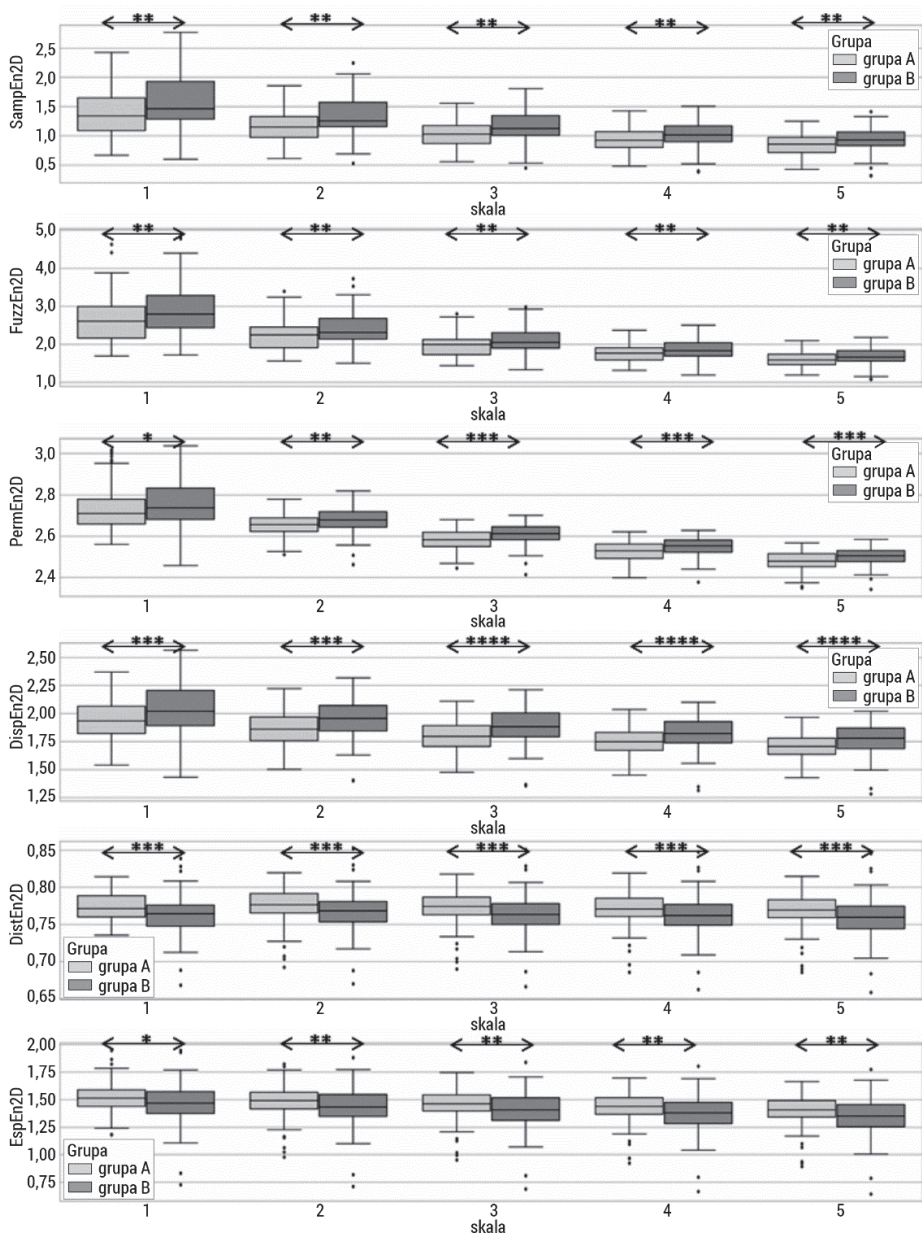 ** ** ** ** **
SampEn2D
2,5
2,0
1,5
1,0
0,5
Grupa
grupa A
grupa B
1 2 3 4 5
skala
** ** ** ** **
FuzzEn2D
5,0
4,0
3,0
2,0
1,0
Grupa
grupa A
grupa B
1 2 3 4 5
skala
* ** *** *** ***
PermEn2D
3,0
2,8
2,6
2,4
Grupa
grupa A
grupa B
1 2 3 4 5
skala
*** *** **** **** ****
DispEn2D
2,50
2,25
2,00
1,75
1,50
1,25
Grupa
grupa A
grupa B
1 2 3 4 5
skala
*** *** *** *** ***
DistEn2D
0,85
0,80
0,75
0,70
0,65
Grupa
grupa A
grupa B
1 2 3 4 5
skala
* ** ** ** **
EspEn2D
2,00
1,75
1,50
1,25
1,00
0,75
Grupa
grupa A
grupa B
1 2 3 4 5
skala